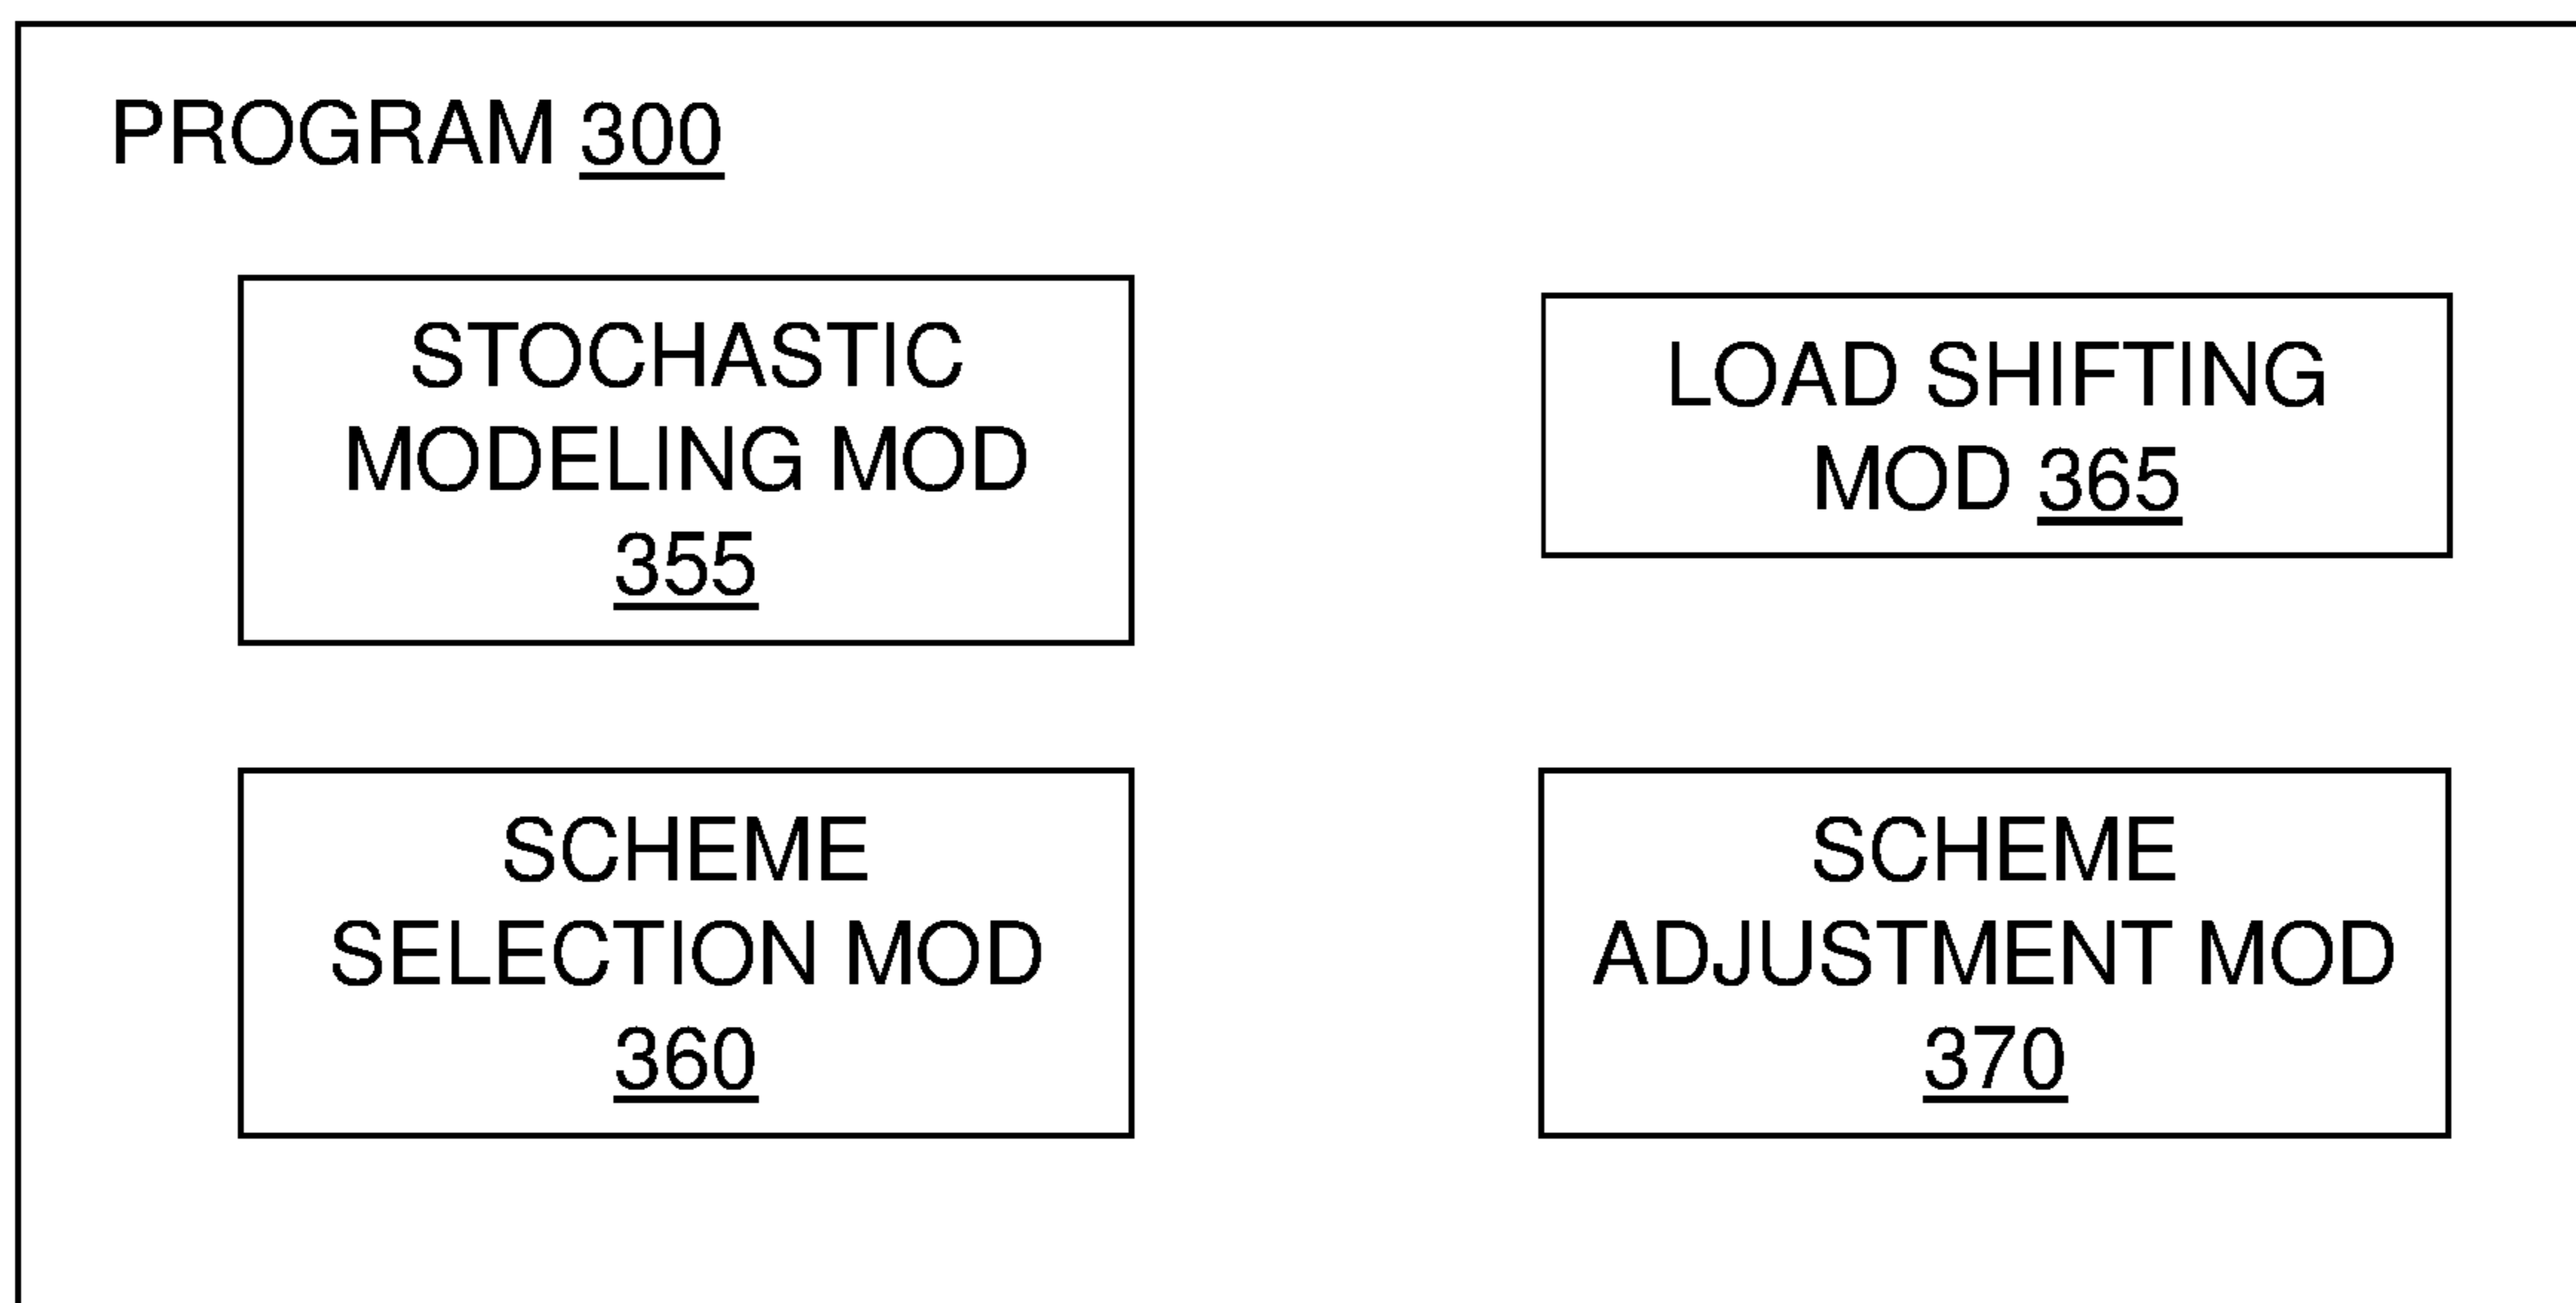 PROGRAM 300
STOCHASTIC
MODELING MOD
355
LOAD SHIFTING
MOD 365
SCHEME
SELECTION MOD
360
SCHEME
ADJUSTMENT MOD
370